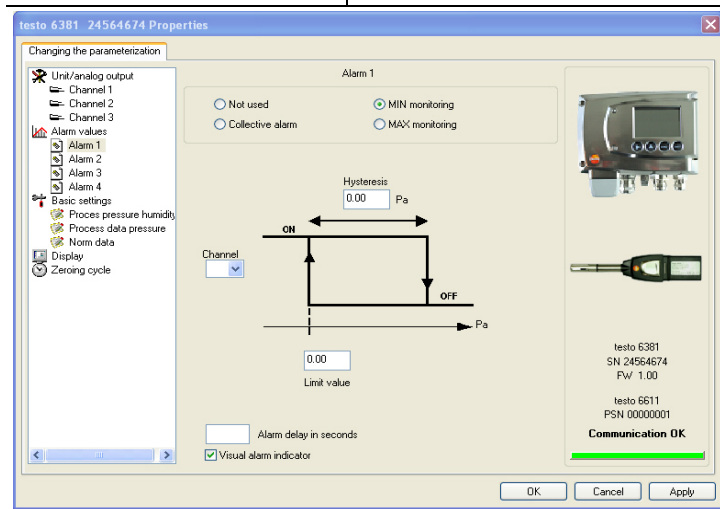 testo 6381 24564674 Properties
Changing the parameterization
Unit/analog output
Channel 1
Channel 2
Channel 3
Alarm values
Alarm 1
Alarm 2
Alarm 3
Alarm 4
Basic settings
Proces pressure humidity
Process data pressure
Norm data
Display
Zeroing cycle
Alarm 1
Not used
MIN monitoring
Collective alarm
MAX monitoring
Hysteresis
0.00 Pa
ON
Channel
OFF
Pa
0.00
Limit value
Alarm delay in seconds
Visual alarm indicator
testo 6381
SN 24564674
FW 1.00
testo 6611
PSN 00000001
Communication OK
OK Cancel Apply